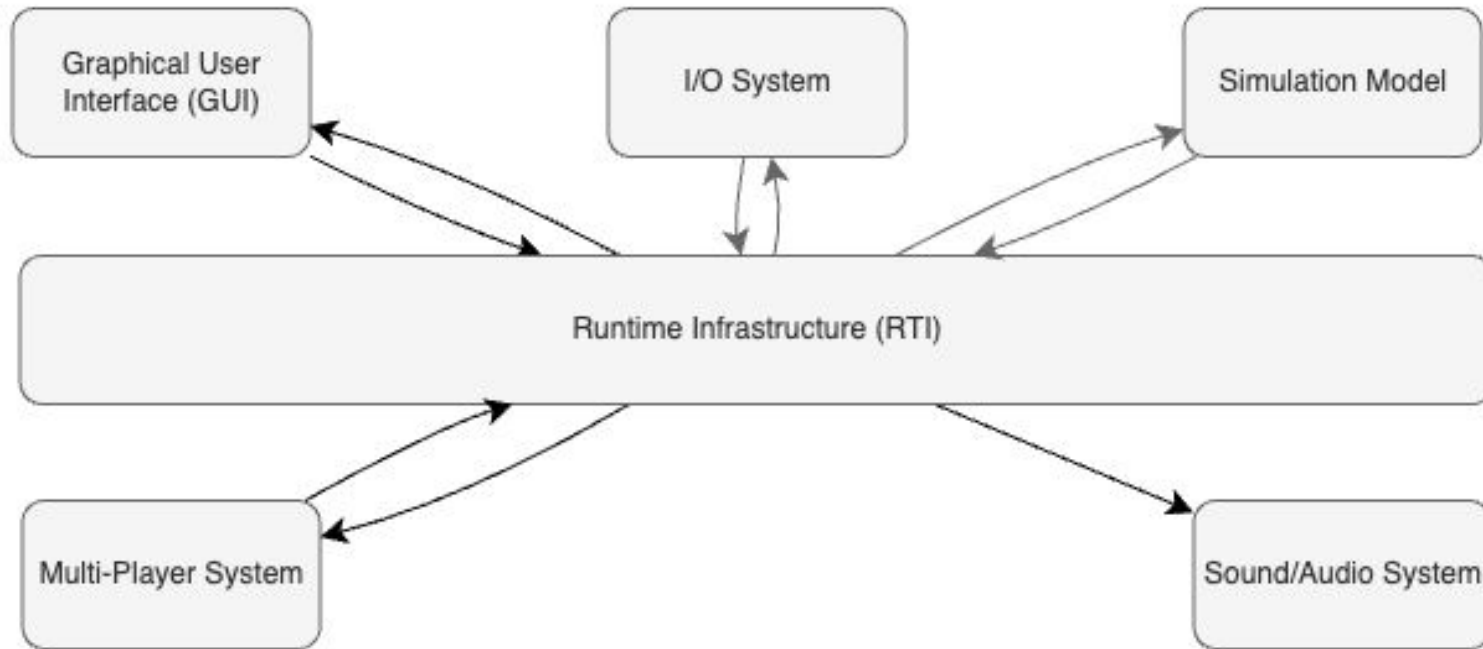 Graphical User
Interface (GUI)
I/O System
Simulation Model
Runtime Infrastructure (RTI)
Multi-Player System
Sound/Audio System